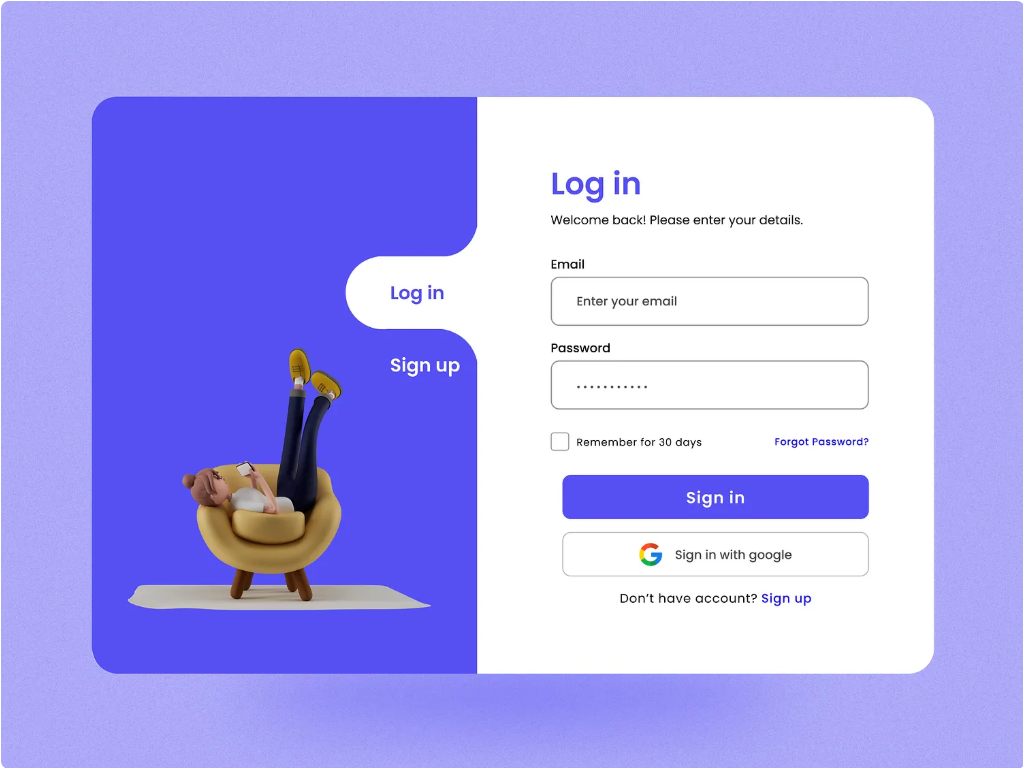 Log in
Sign up
Log in
Welcome back! Please enter your details.
Email
Enter your email
Password
...........
Remember for 30 days
Forgot Password?
Sign in
Sign in with google
Don’t have account? Sign up